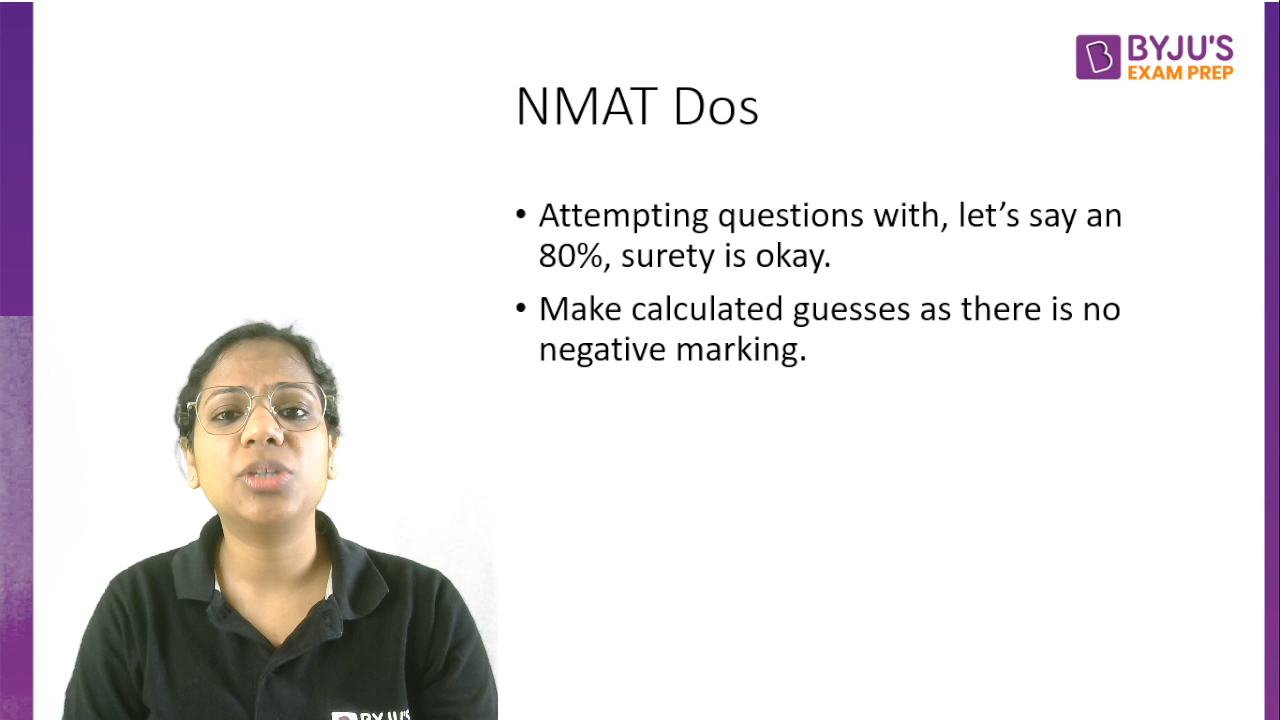 BYJU'S
EXAM PREP
NMAT Dos
• Attempting questions with, let’s say an
80%, surety is okay.
• Make calculated guesses as there is no
negative marking.
BYJU'S